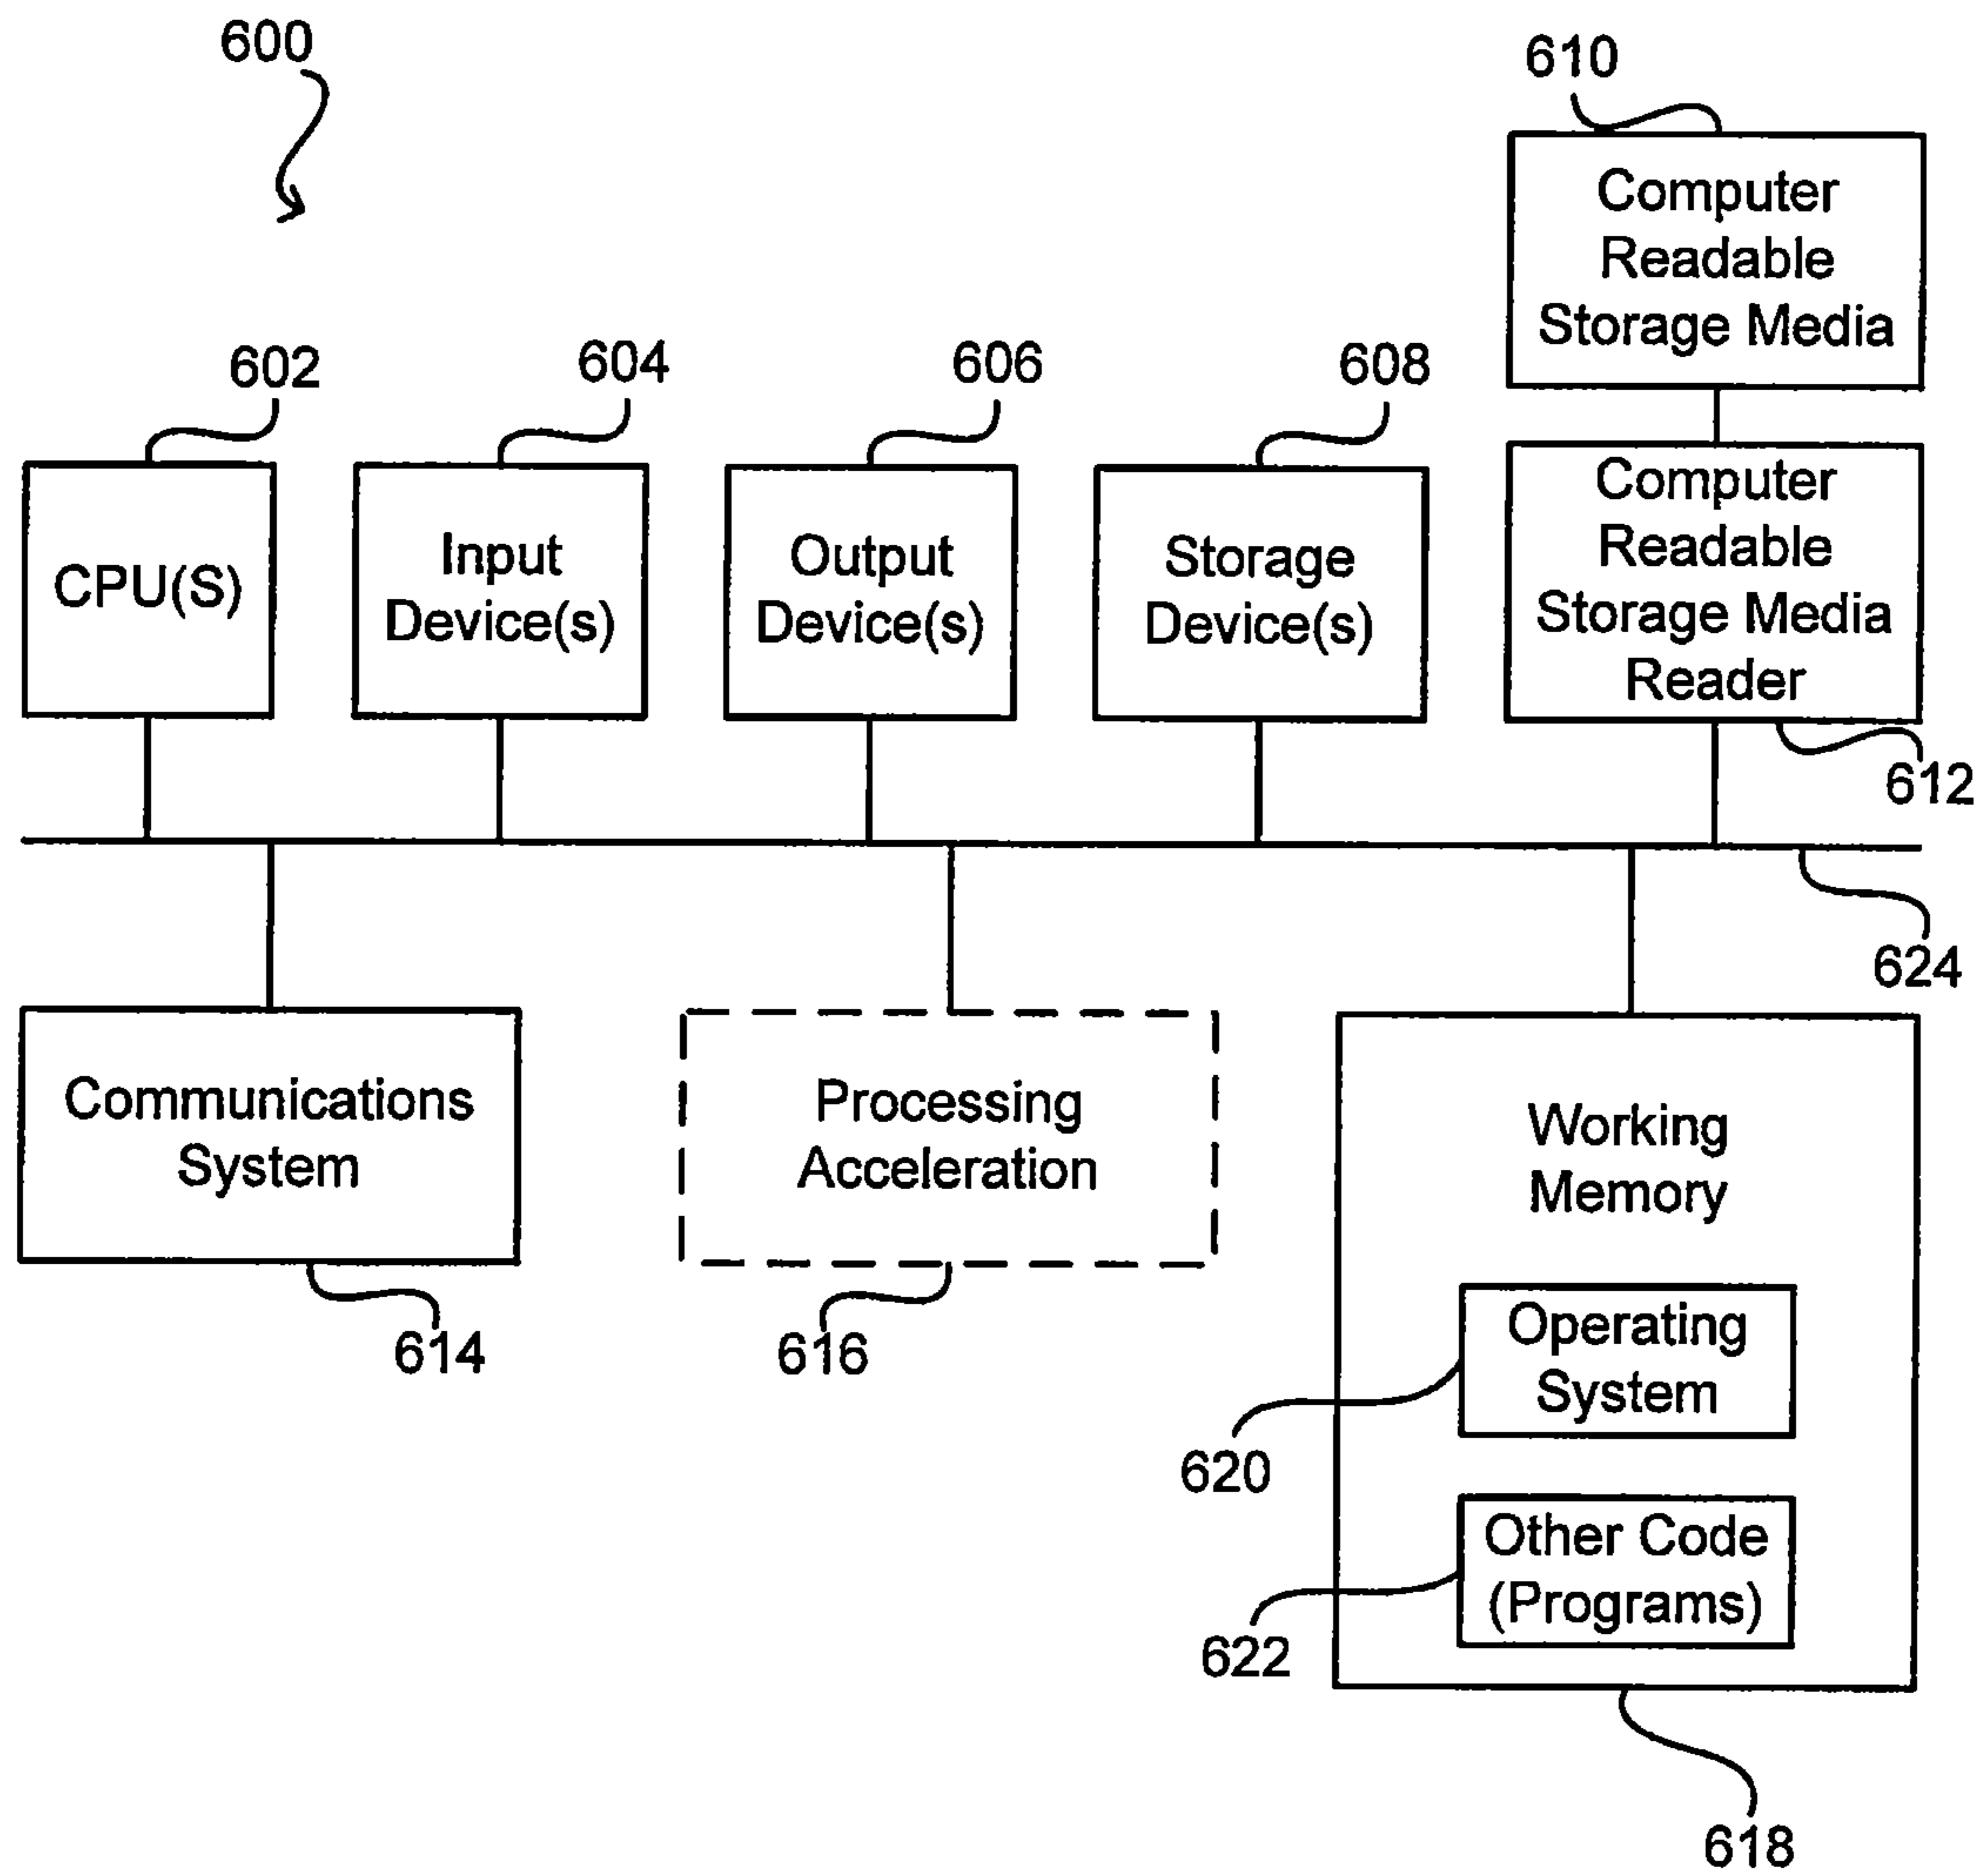 600
610
Computer
Readable
Storage Media
602
604
606
608
CPU(S)
Input
Device(s)
Output
Device(s)
Storage
Device(s)
Computer
Readable
Storage Media
Reader
612
624
Communications
System
614
Processing
Acceleration
616
Working
Memory
Operating
System
620
Other Code
(Programs)
622
618